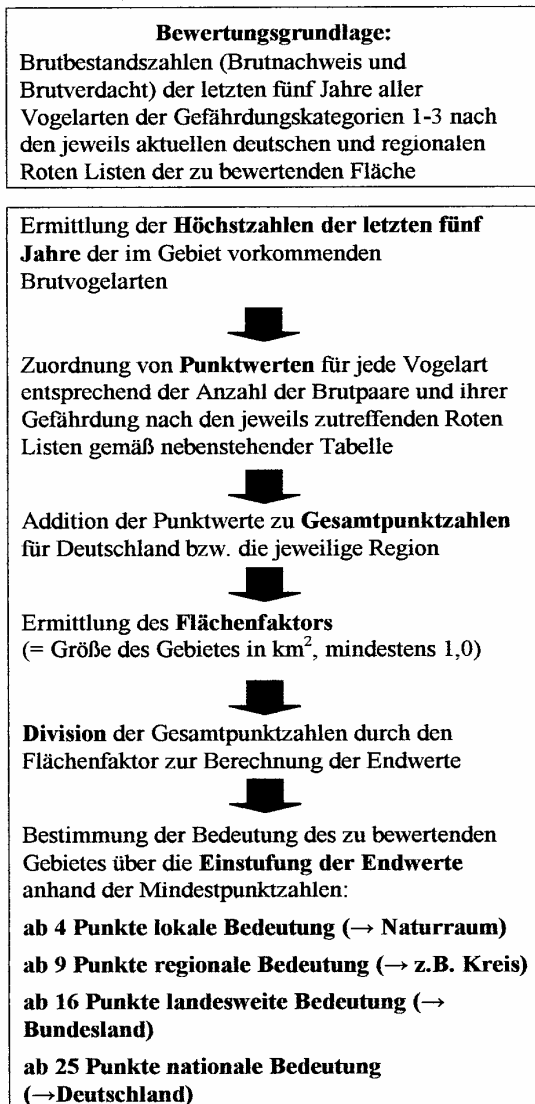 Bewertungsgrundlage:
Brutbestandszahlen (Brutnachweis und
Brutverdacht) der letzten fünf Jahre aller
Vogelarten der Gefährdungskategorien 1-3 nach
den jeweils aktuellen deutschen und regionalen
Roten Listen der zu bewertenden Fläche
Ermittlung der Höchstzahlen der letzten fünf
Jahre der im Gebiet vorkommenden
Brutvogelarten
Zuordnung von Punktwerten für jede Vogelart
entsprechend der Anzahl der Brutpaare und ihrer
Gefährdung nach den jeweils zutreffenden Roten
Listen gemäß nebenstehender Tabelle
Addition der Punktwerte zu Gesamtpunktzahlen
für Deutschland bzw. die jeweilige Region
Ermittlung des Flächenfaktors
(= Größe des Gebietes in km², mindestens 1,0)
Division der Gesamtpunktzahlen durch den
Flächenfaktor zur Berechnung der Endwerte
Bestimmung der Bedeutung des zu bewertenden
Gebietes über die Einstufung der Endwerte
anhand der Mindestpunktzahlen:
ab 4 Punkte lokale Bedeutung (→ Naturraum)
ab 9 Punkte regionale Bedeutung (→ z.B. Kreis)
ab 16 Punkte landesweite Bedeutung (→
Bundesland)
ab 25 Punkte nationale Bedeutung
(→Deutschland)